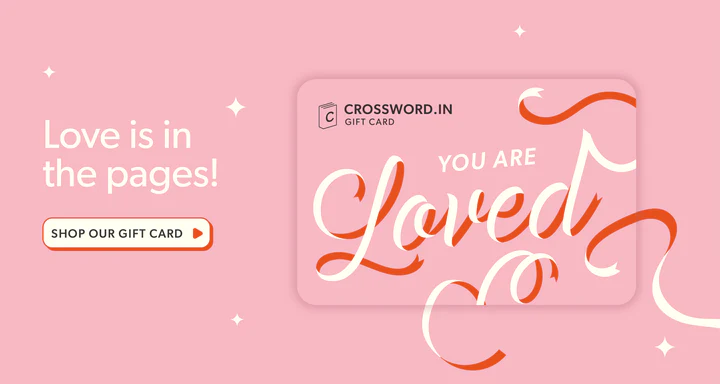 Love is in
the pages!
SHOP OUR GIFT CARD
C
CROSSWORD.IN
GIFT CARD
YOU ARE
Loved